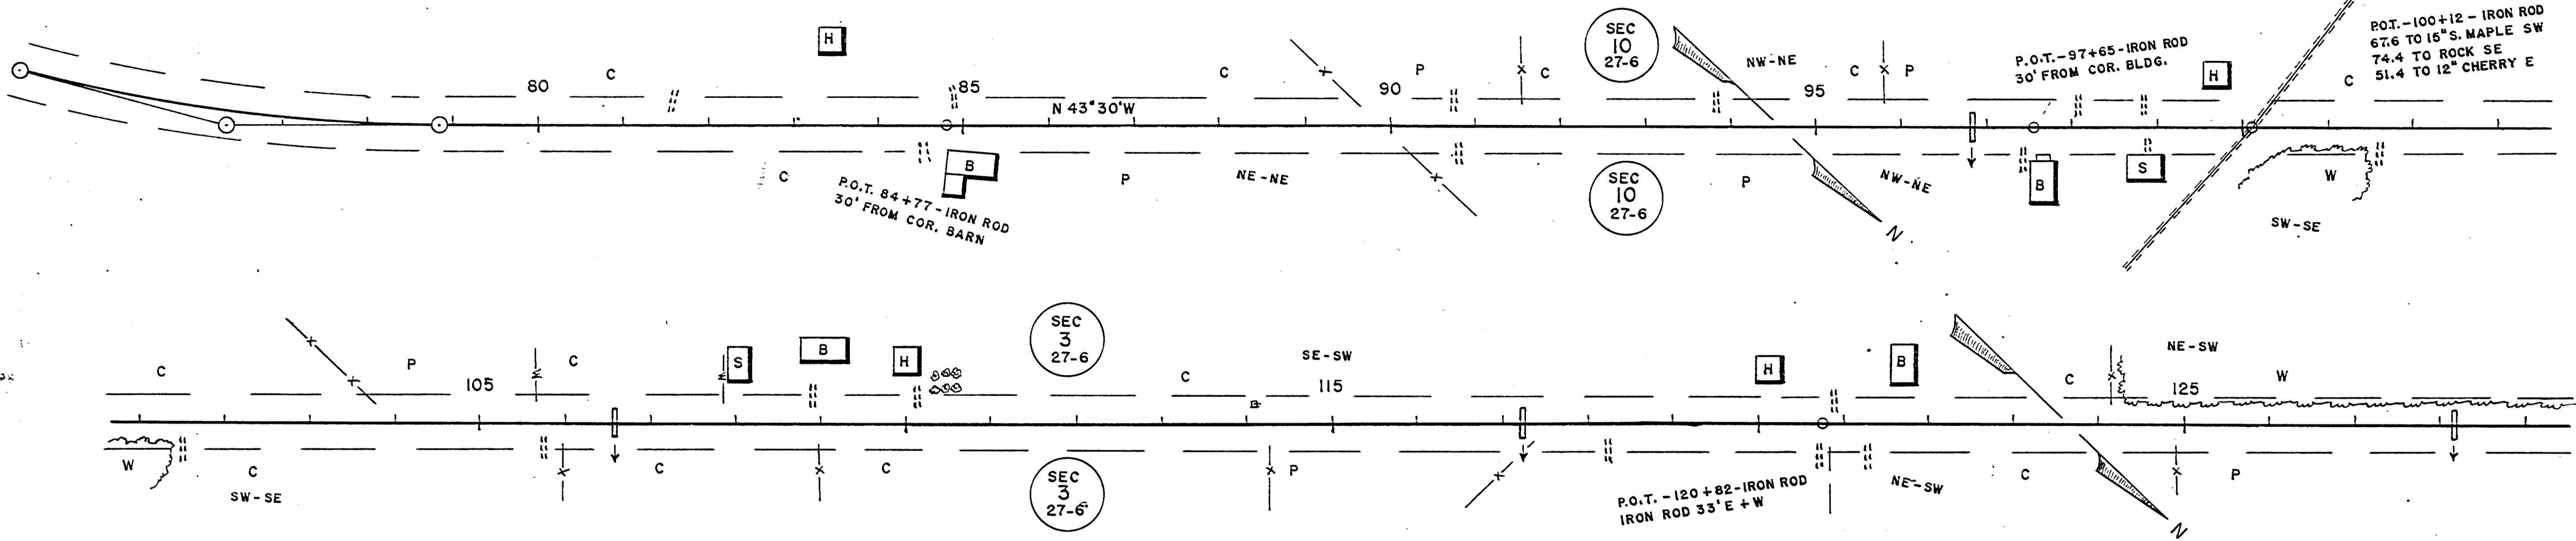 H
SEC
10
27-6
NW-NE
P.O.T.-97+65-IRON ROD
30' FROM COR. BLDG.
H
P.O.T.-100+12-IRON ROD
67.6 TO 15" S. MAPLE SW
74.4 TO ROCK SE
51.4 TO 12" CHERRY E
C
80
C
85
N 43°30'W
C
90
P
C
95
C
P
C
B
C
P.O.T. 84+77-IRON ROD
30' FROM COR. BARN
P
NE-NE
SEC
10
27-6
P
NW-NE
N
B
S
W
SW-SE
C
P
105
C
S
B
H
SEC
3
27-6
C
SE-SW
115
H
B
C
NE-SW
125
W
W
C
SW-SE
C
C
SEC
3
27-6
P
P.O.T.-120+82-IRON ROD
IRON ROD 33' E + W
NE-SW
C
N
P